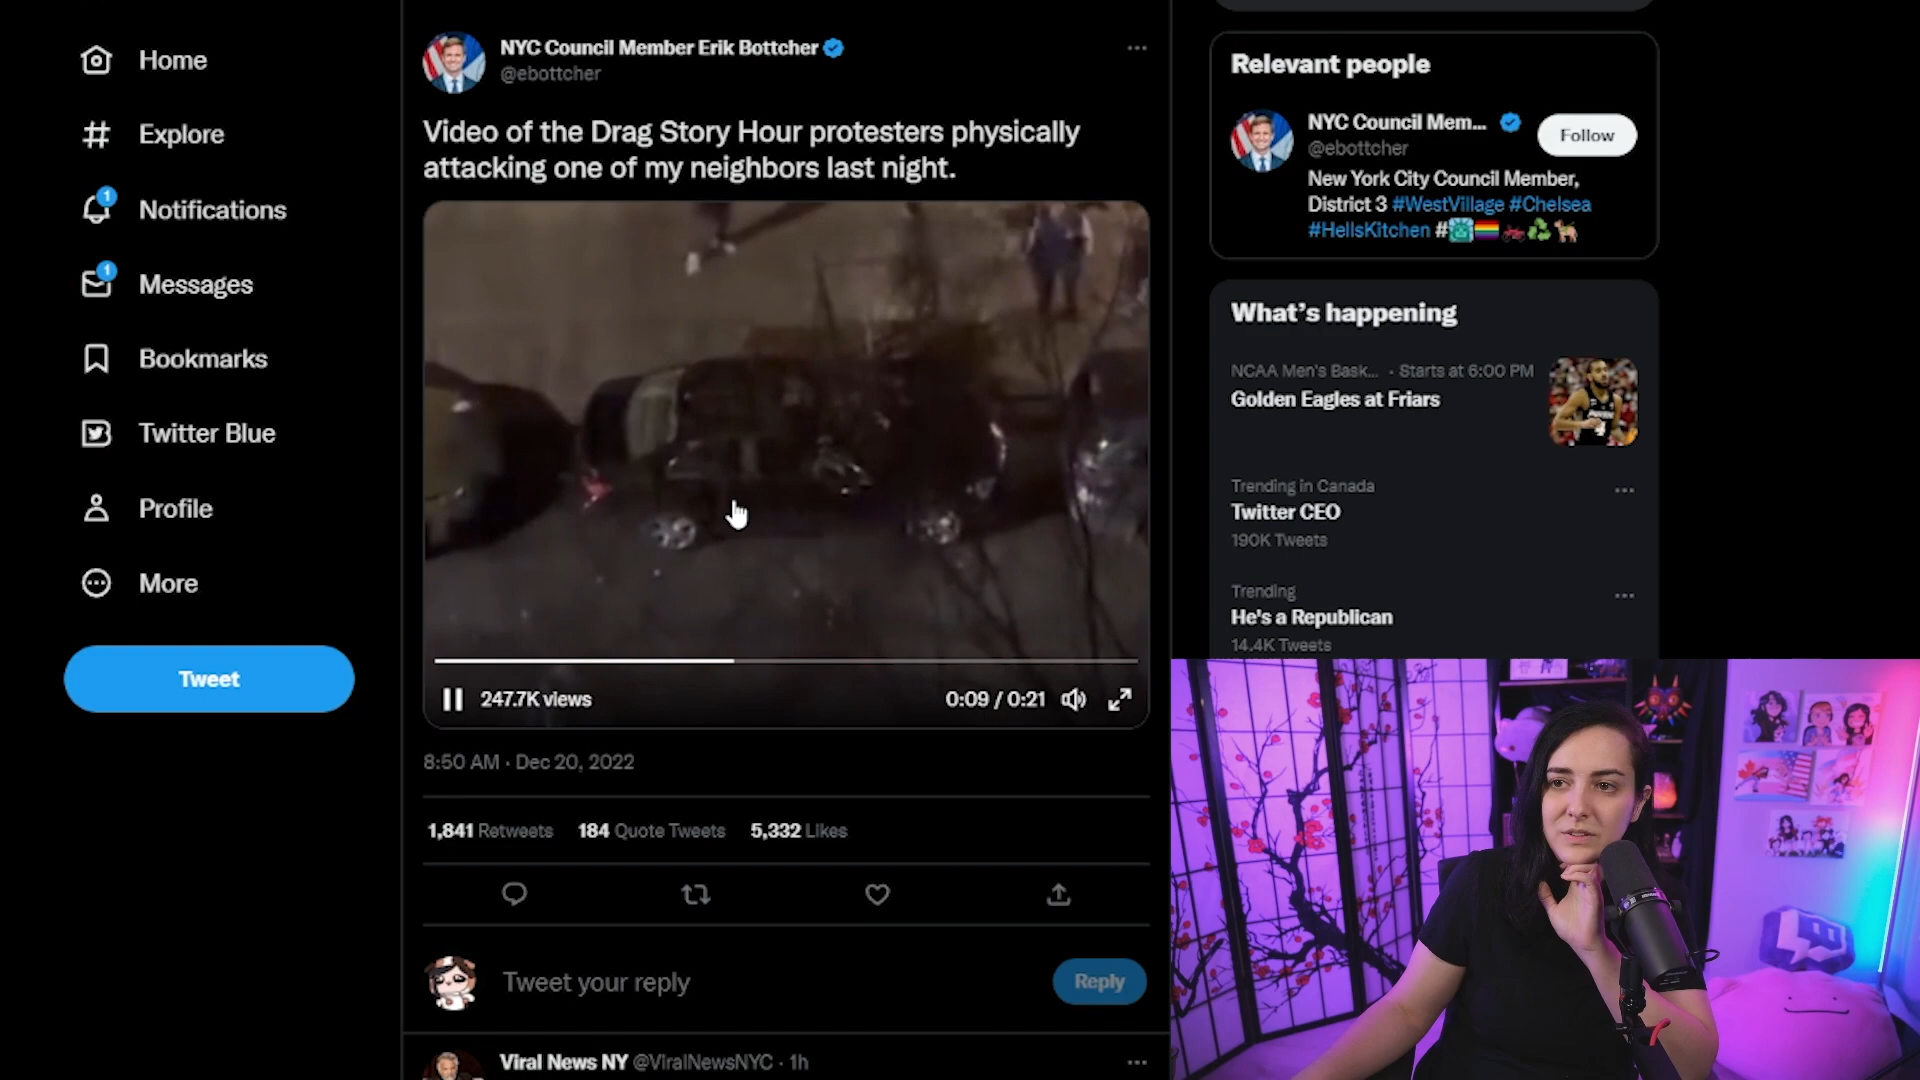 Home
Explore
1
Notifications
1
Messages
Bookmarks
Twitter Blue
Profile
More
Tweet
NYC Council Member Erik Bottcher
@ebottcher
Video of the Drag Story Hour protesters physically
attacking one of my neighbors last night.
247.7K views
0:09 / 0:21
8:50 AM · Dec 20, 2022
1,841 Retweets 184 Quote Tweets 5,332 Likes
Tweet your reply
Reply
Viral News NY @ViralNewsNYC · 1h
Relevant people
NYC Council Mem...
@ebottcher
Follow
New York City Council Member,
District 3 #WestVillage #Chelsea
#HellsKitchen #🗽🏳️‍🌈🚲♻️🐕
What's happening
NCAA Men's Bask... · Starts at 6:00 PM
Golden Eagles at Friars
Trending in Canada
Twitter CEO
190K Tweets
Trending
He's a Republican
14.4K Tweets